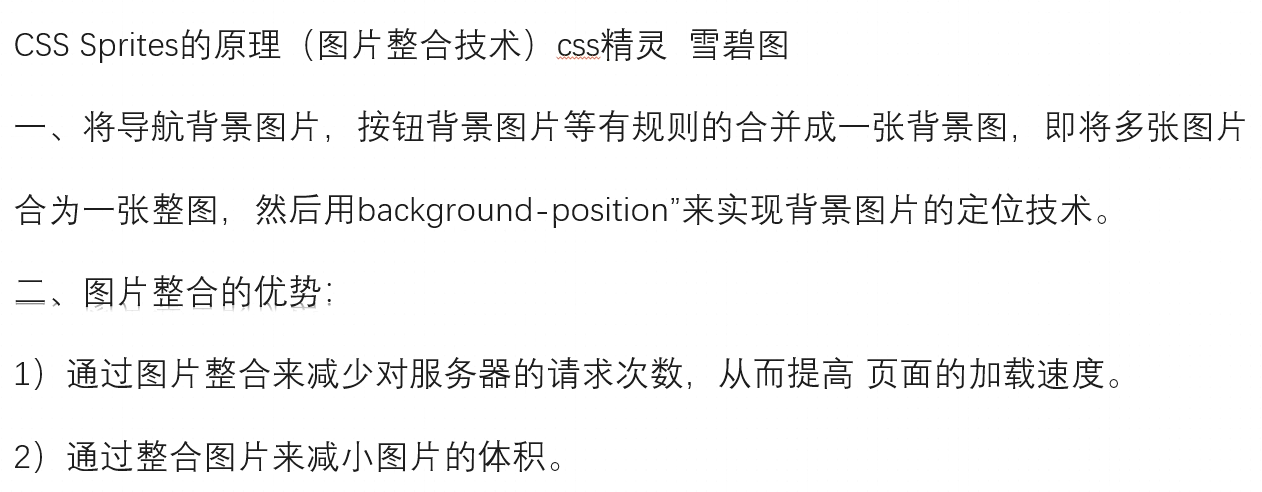 CSS Sprites的原理（图片整合技术）css精灵  雪碧图
一、将导航背景图片，按钮背景图片等有规则的合并成一张背景图，即将多张图片
合为一张整图，然后用background-position”来实现背景图片的定位技术。
二、图片整合的优势：
1）通过图片整合来减少对服务器的请求次数，从而提高 页面的加载速度。
2）通过整合图片来减小图片的体积。